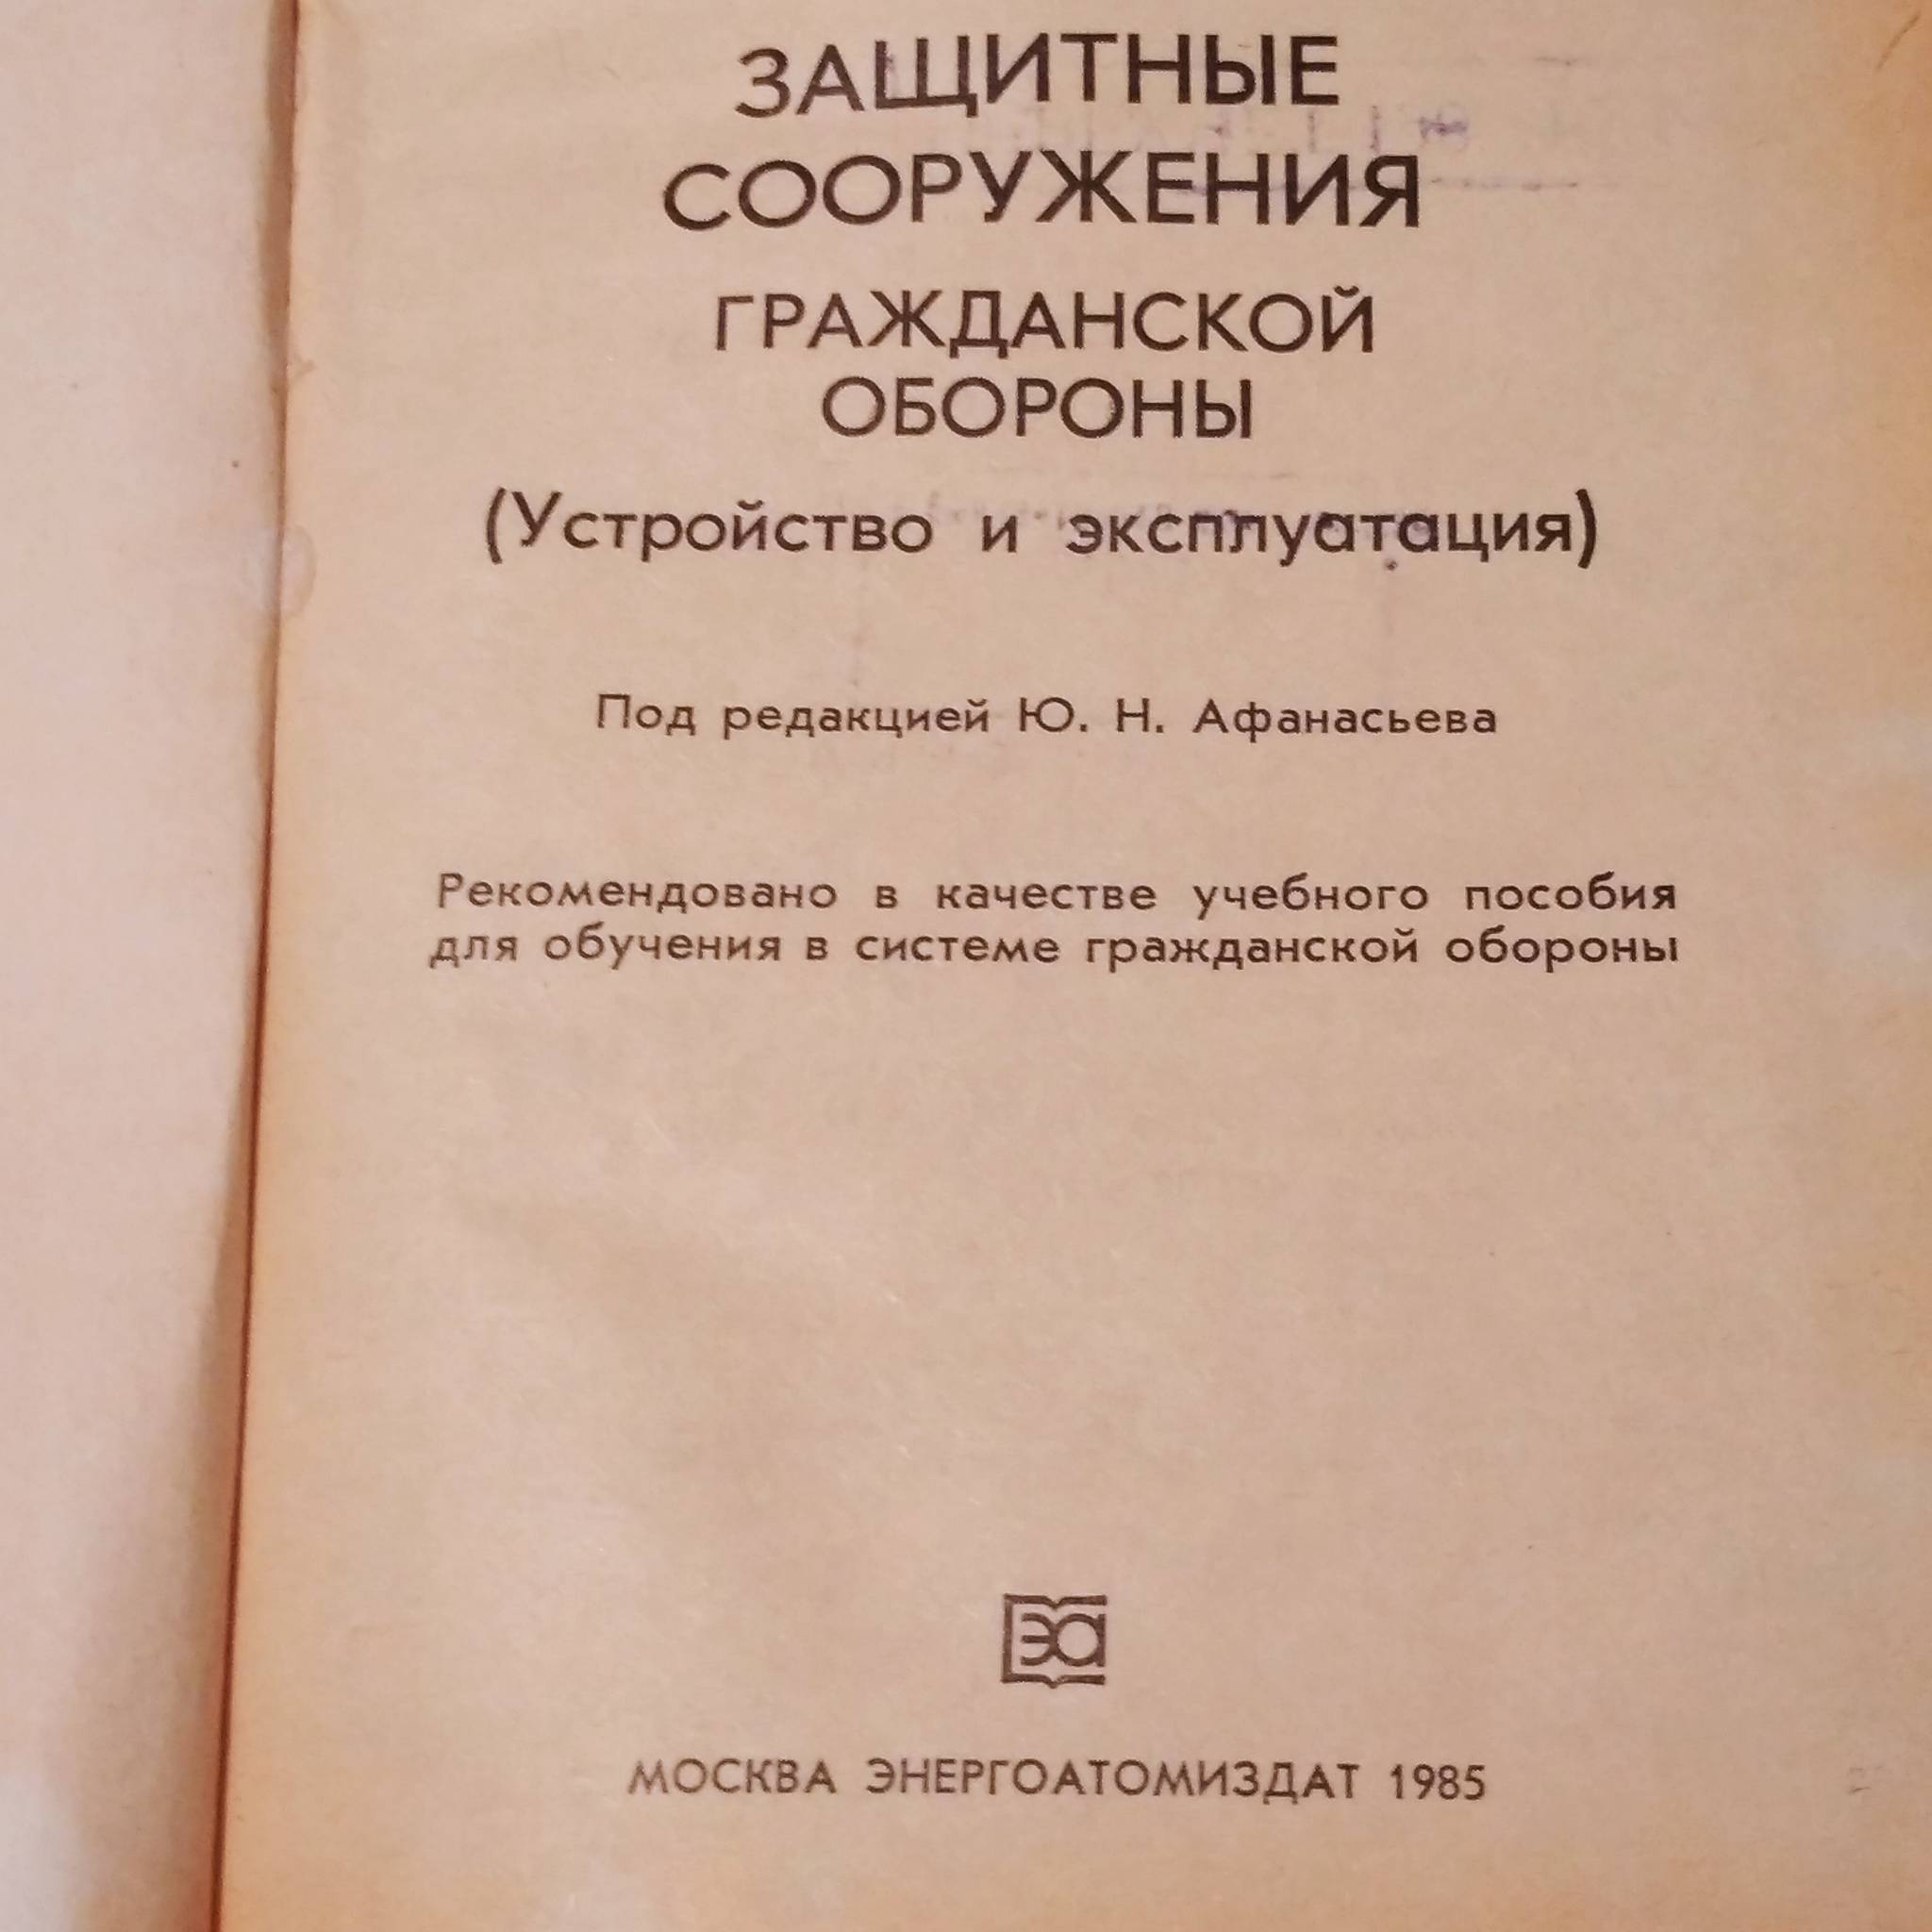 ЗАЩИТНЫЕ
СООРУЖЕНИЯ
ГРАЖДАНСКОЙ
ОБОРОНЫ
(Устройство и эксплуатация)
Под редакцией Ю. Н. Афанасьева
Рекомендовано в качестве учебного пособия
для обучения в системе гражданской обороны
эа
МОСКВА ЭНЕРГОАТОМИЗДАТ 1985